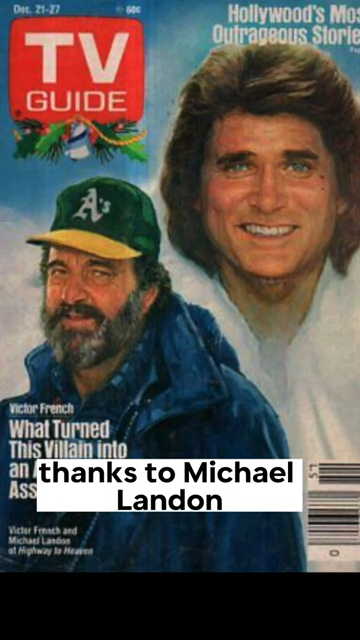 Dec. 21-27
60¢
Hollywood's Mos
Outrageous Storie
TV
GUIDE
A's
Victor French
What Turned
This Villain into
an A
Ass
thanks to Michael
Landon
Victor French and
Michael Landon
of Highway to Heaven